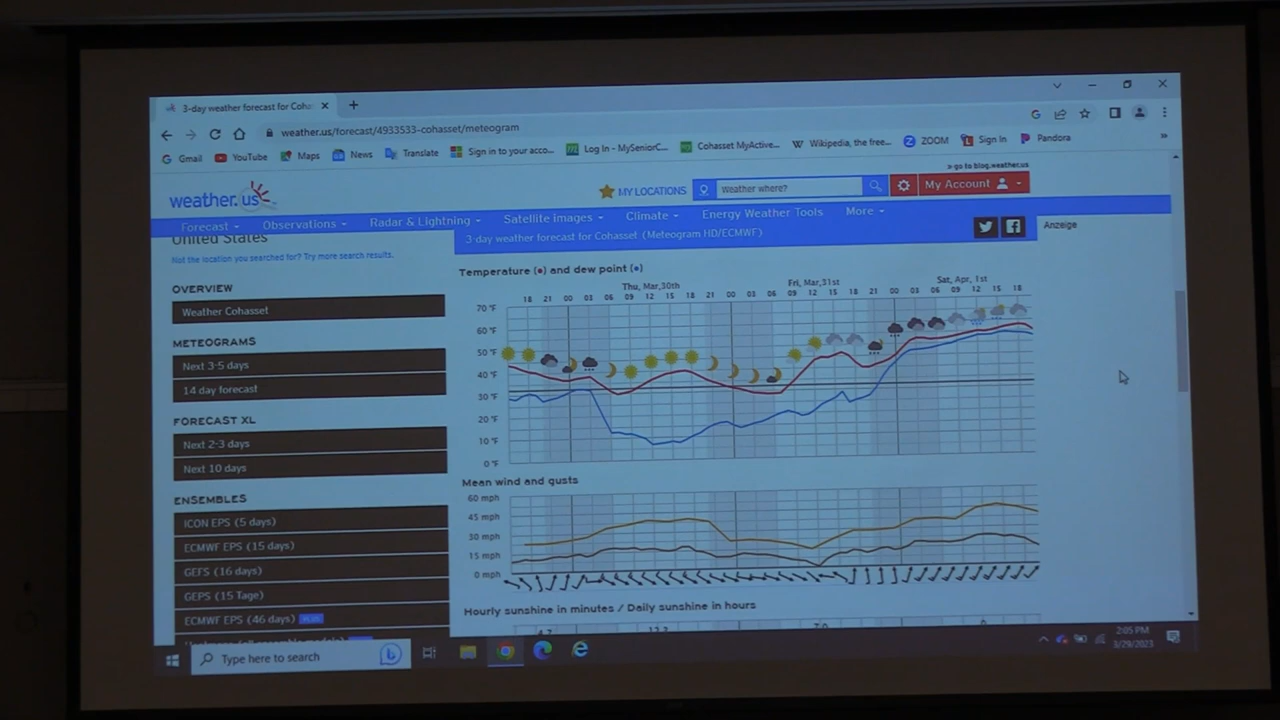 3-day weather forecast for Coha
weather.us/forecast/4933533-cohasset/meteogram
Gmail YouTube Maps News Translate Sign in to your acco... Log In - MySeniorC... Cohasset MyActive... Wikipedia, the free... ZOOM Sign In Pandora
» go to blog.weather.us
weather.us MY LOCATIONS Weather where? My Account
Forecast Observations Radar & Lightning Satellite images Climate Energy Weather Tools More
United States
Not the location you searched for? Try more search results.
OVERVIEW
Weather Cohasset
METEOGRAMS
Next 3-5 days
14 day forecast
FORECAST XL
Next 2-3 days
Next 10 days
ENSEMBLES
ICON EPS (5 days)
ECMWF EPS (15 days)
GEFS (16 days)
GEPS (15 Tage)
ECMWF EPS (46 days)
3-day weather forecast for Cohasset (Meteogram HD/ECMWF)
Anzeige
Temperature (●) and dew point (●)
Thu, Mar,30th Fri, Mar,31st Sat, Apr, 1st
18 21 00 03 06 09 12 15 18 21 00 03 06 09 12 15 18 21 00 03 06 09 12 15 18
70 °F
60 °F
50 °F
40 °F
30 °F
20 °F
10 °F
0 °F
Mean wind and gusts
60 mph
45 mph
30 mph
15 mph
0 mph
Hourly sunshine in minutes / Daily sunshine in hours
Type here to search
2:05 PM
3/29/2023